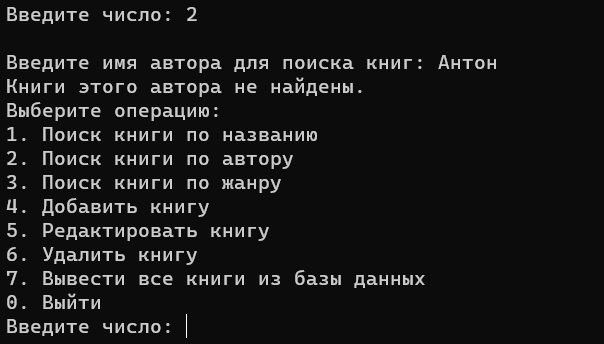 Введите число: 2
Введите имя автора для поиска книг: Антон
Книги этого автора не найдены.
Выберите операцию:
1. Поиск книги по названию
2. Поиск книги по автору
3. Поиск книги по жанру
4. Добавить книгу
5. Редактировать книгу
6. Удалить книгу
7. Вывести все книги из базы данных
0. Выйти
Введите число: